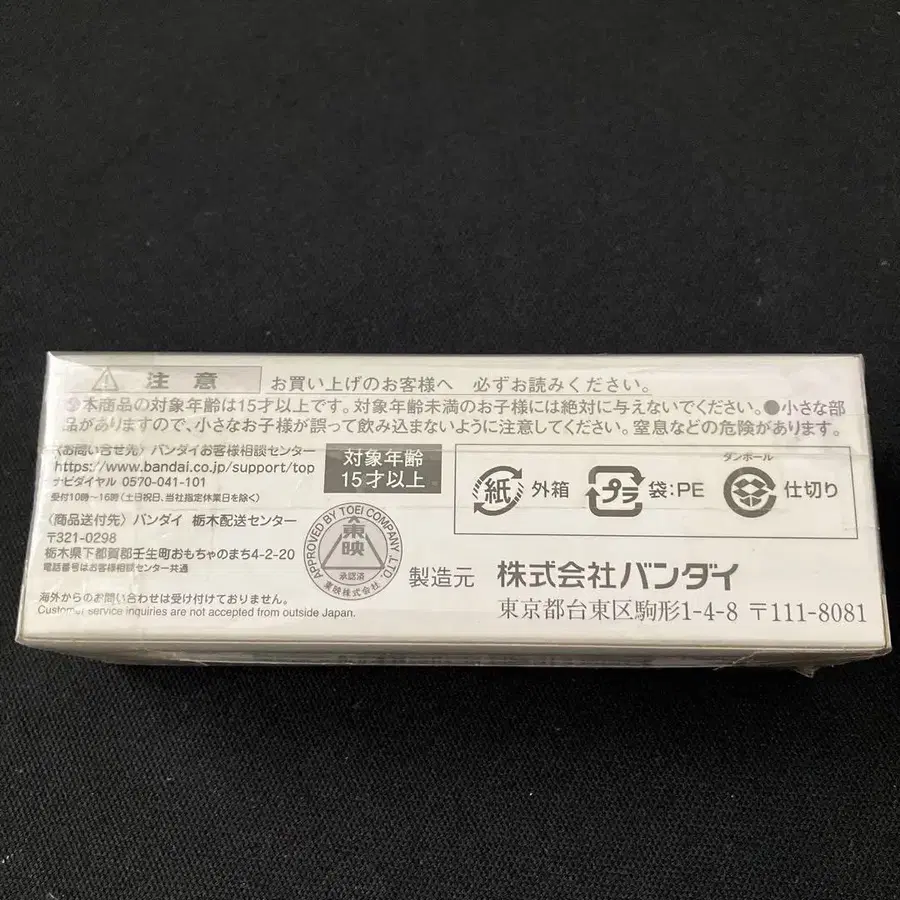 注意 お買い上げのお客様へ 必ずお読みください。
●本商品の対象年齢は15才以上です。対象年齢未満のお子様には絶対に与えないでください。●小さな部
品がありますので、小さなお子様が誤って飲み込まないように注意してください。窒息などの危険があります。
〈お問い合せ先〉バンダイお客様相談センター
https://www.bandai.co.jp/support/top
ナビダイヤル 0570-041-101
受付10時~16時(土日祝日、当社指定休業日を除く)
〈商品送付先〉バンダイ 栃木配送センター
〒321-0298
栃木県下都賀郡壬生町おもちゃのまち4-2-20
電話番号はお客様相談センター共通
海外からのお問い合わせは受け付けておりません。
Customer service inquiries are not accepted from outside Japan.
対象年齢
15才以上
APPROVED BY TOEI COMPANY, LTD.
東映
承認済
東映株式会社
紙 外箱
プラ 袋:PE
ダンボール
仕切り
製造元 株式会社バンダイ
東京都台東区駒形1-4-8 〒111-8081